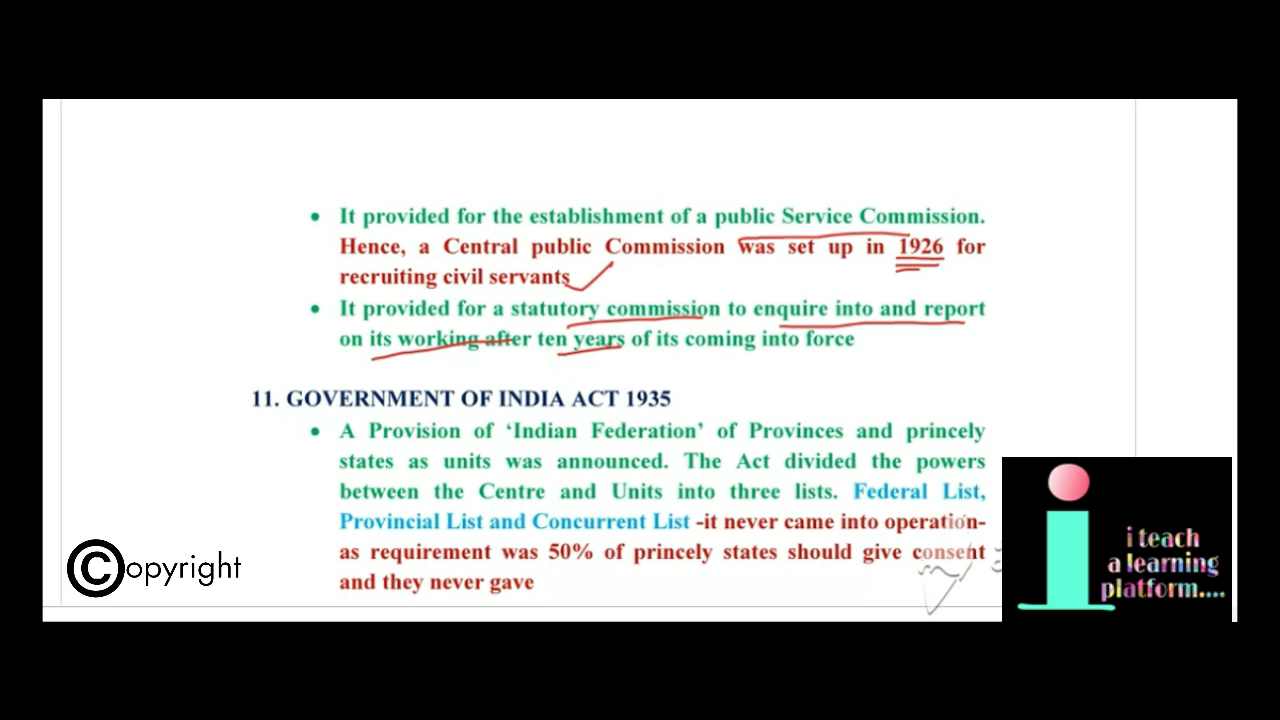 • It provided for the establishment of a public Service Commission.
Hence, a Central public Commission was set up in 1926 for
recruiting civil servants
• It provided for a statutory commission to enquire into and report
on its working after ten years of its coming into force
11. GOVERNMENT OF INDIA ACT 1935
• A Provision of ‘Indian Federation’ of Provinces and princely
states as units was announced. The Act divided the powers
between the Centre and Units into three lists. Federal List,
Provincial List and Concurrent List -it never came into operation-
as requirement was 50% of princely states should give consent
and they never gave
©opyright
i teach
a learning
platform....